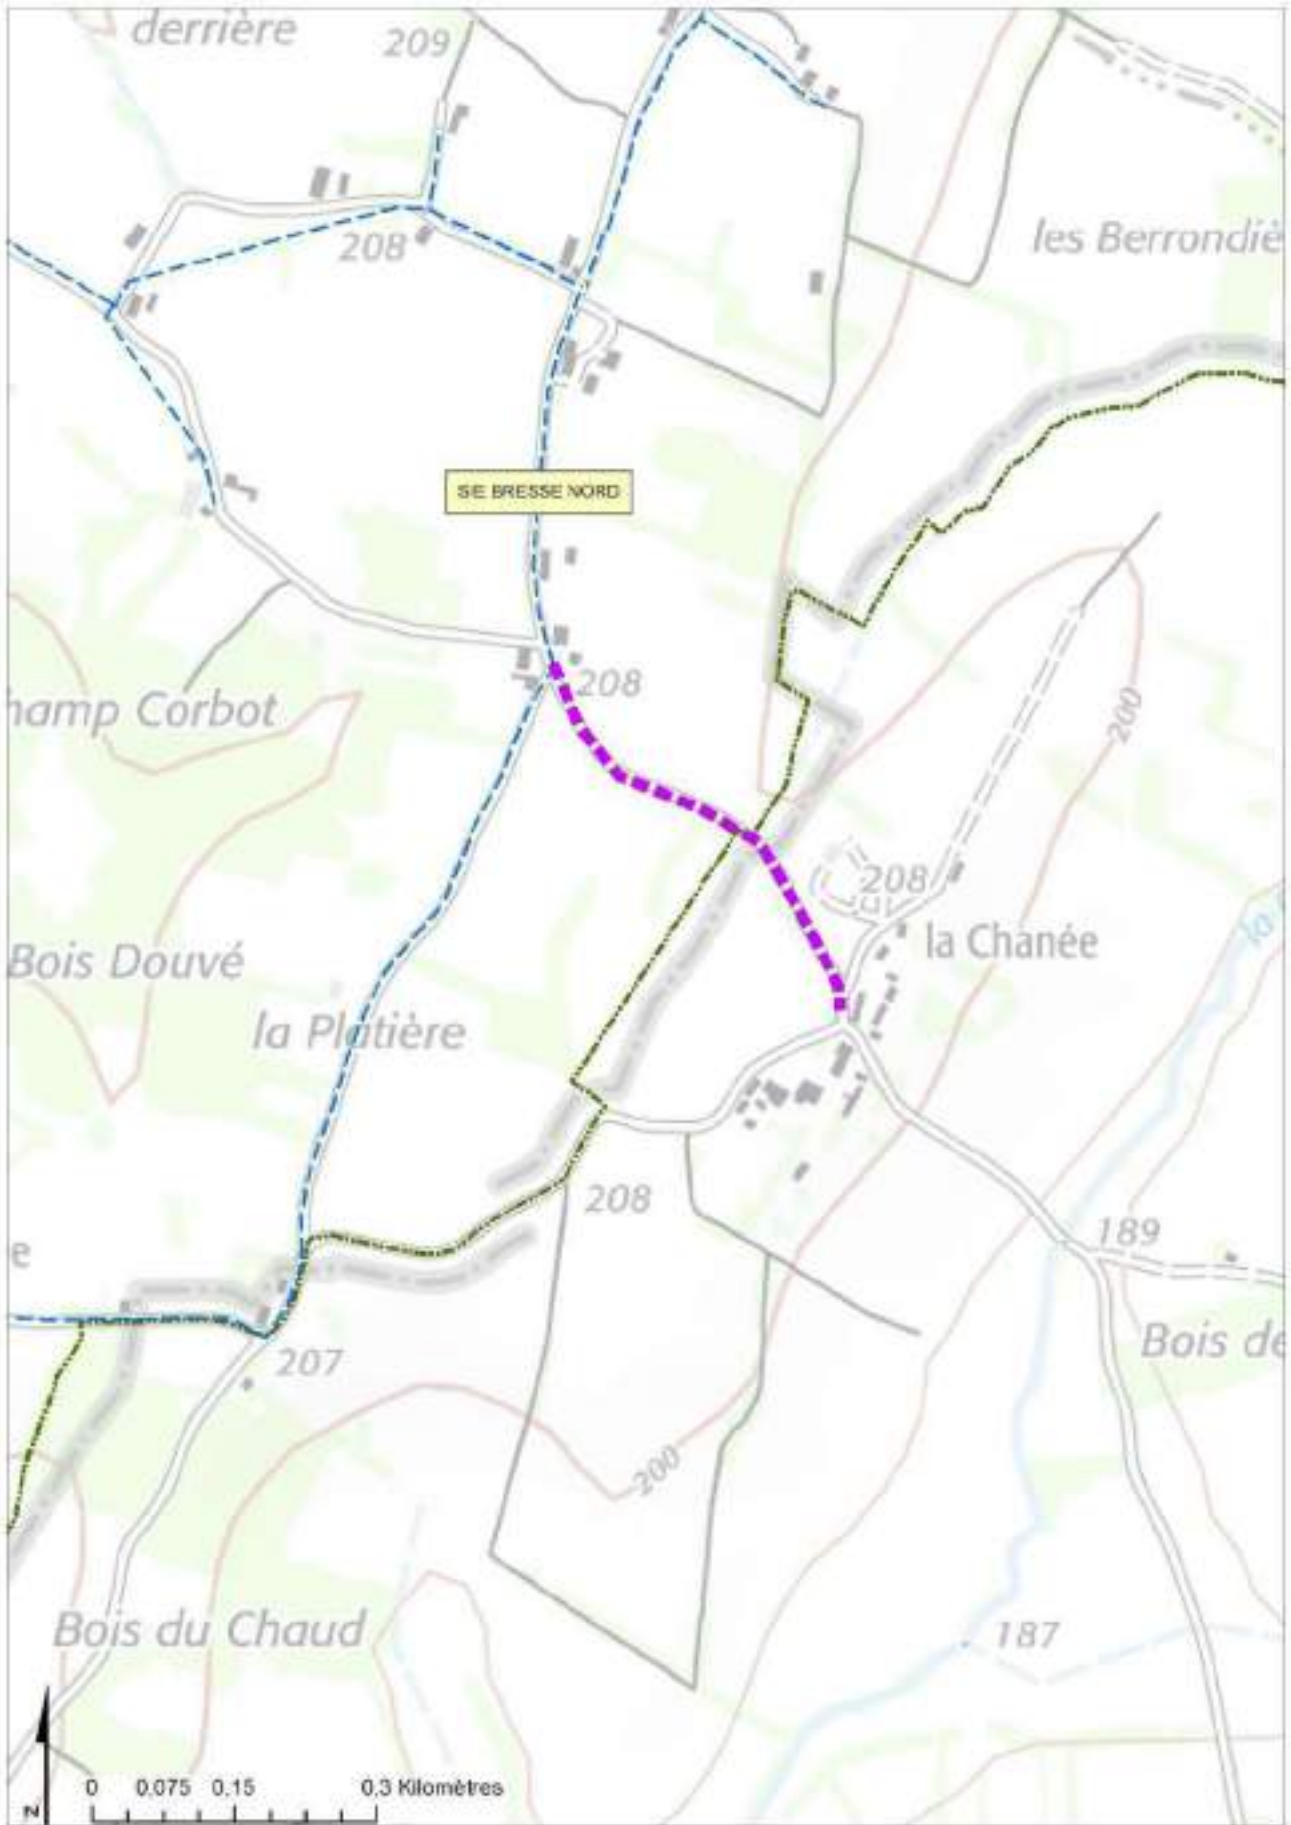 derrière
209
208
les Berrondiè
SIE BRESSE NORD
208
hamp Corbot
200
208
la Chanée
la
Bois Douvé
la Platière
208
189
e
207
Bois de
200
Bois du Chaud
187
0 0.075 0.15 0.3 Kilomètres
N